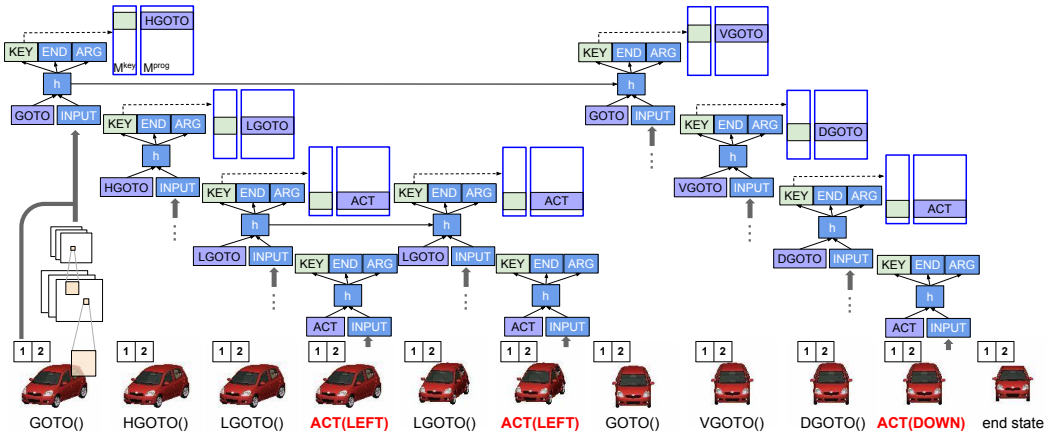 HGOTO
KEY END ARG
M^key M^prog
h
GOTO INPUT
VGOTO
KEY END ARG
h
GOTO INPUT
LGOTO
KEY END ARG
h
HGOTO INPUT
DGOTO
KEY END ARG
h
VGOTO INPUT
ACT
KEY END ARG
h
LGOTO INPUT
ACT
KEY END ARG
h
LGOTO INPUT
ACT
KEY END ARG
h
DGOTO INPUT
KEY END ARG
h
ACT INPUT
KEY END ARG
h
ACT INPUT
KEY END ARG
h
ACT INPUT
1 2 1 2 1 2 1 2 1 2 1 2 1 2 1 2 1 2 1 2 1 2
GOTO() HGOTO() LGOTO() ACT(LEFT) LGOTO() ACT(LEFT) GOTO() VGOTO() DGOTO() ACT(DOWN) end state